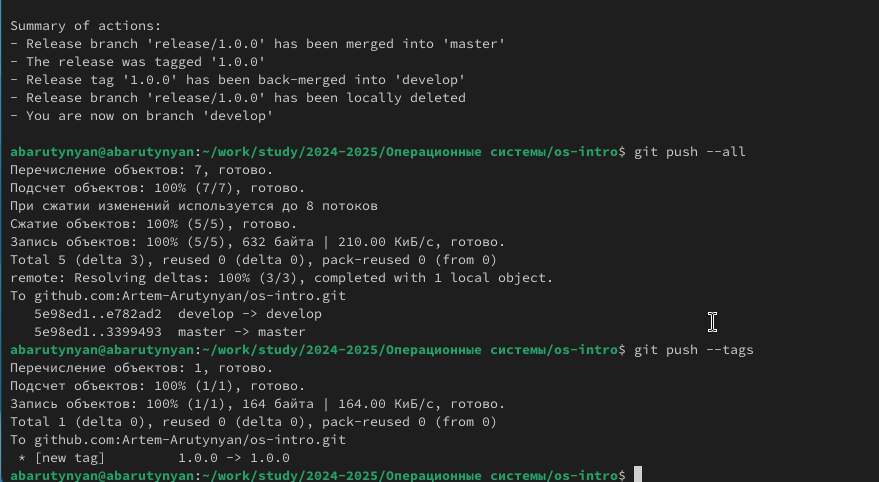 Summary of actions:
- Release branch 'release/1.0.0' has been merged into 'master'
- The release was tagged '1.0.0'
- Release tag '1.0.0' has been back-merged into 'develop'
- Release branch 'release/1.0.0' has been locally deleted
- You are now on branch 'develop'
abarutynyan@abarutynyan:~/work/study/2024-2025/Операционные системы/os-intro$ git push --all
Перечисление объектов: 7, готово.
Подсчет объектов: 100% (7/7), готово.
При сжатии изменений используется до 8 потоков
Сжатие объектов: 100% (5/5), готово.
Запись объектов: 100% (5/5), 632 байта | 210.00 КиБ/с, готово.
Total 5 (delta 3), reused 0 (delta 0), pack-reused 0 (from 0)
remote: Resolving deltas: 100% (3/3), completed with 1 local object.
To github.com:Artem-Arutynyan/os-intro.git
   5e98ed1..e782ad2  develop -> develop
   5e98ed1..3399493  master -> master
abarutynyan@abarutynyan:~/work/study/2024-2025/Операционные системы/os-intro$ git push --tags
Перечисление объектов: 1, готово.
Подсчет объектов: 100% (1/1), готово.
Запись объектов: 100% (1/1), 164 байта | 164.00 КиБ/с, готово.
Total 1 (delta 0), reused 0 (delta 0), pack-reused 0 (from 0)
To github.com:Artem-Arutynyan/os-intro.git
 * [new tag]         1.0.0 -> 1.0.0
abarutynyan@abarutynyan:~/work/study/2024-2025/Операционные системы/os-intro$